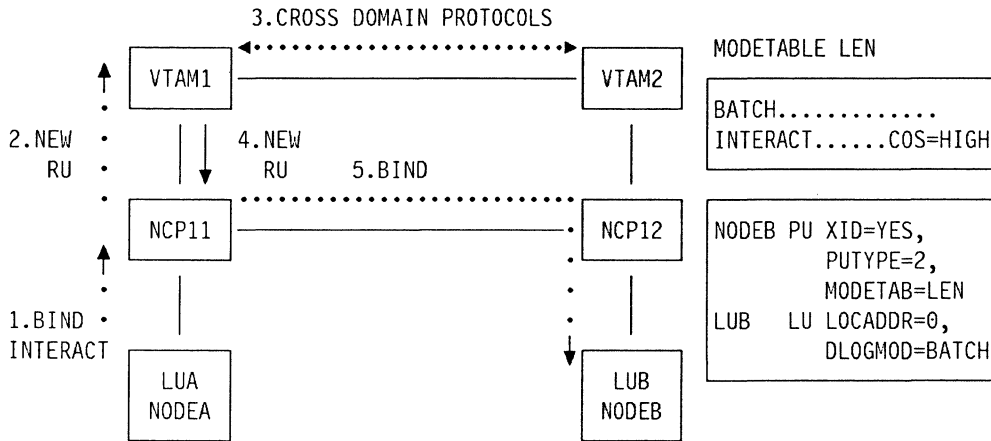 3.CROSS DOMAIN PROTOCOLS
VTAM1
VTAM2
MODETABLE LEN
BATCH.............
INTERACT......COS=HIGH
2.NEW
RU
4.NEW
RU
5.BIND
NCP11
NCP12
NODEB PU XID=YES,
PUTYPE=2,
MODETAB=LEN
LUB LU LOCADDR=0,
DLOGMOD=BATCH
1.BIND
INTERACT
LUA
NODEA
LUB
NODEB